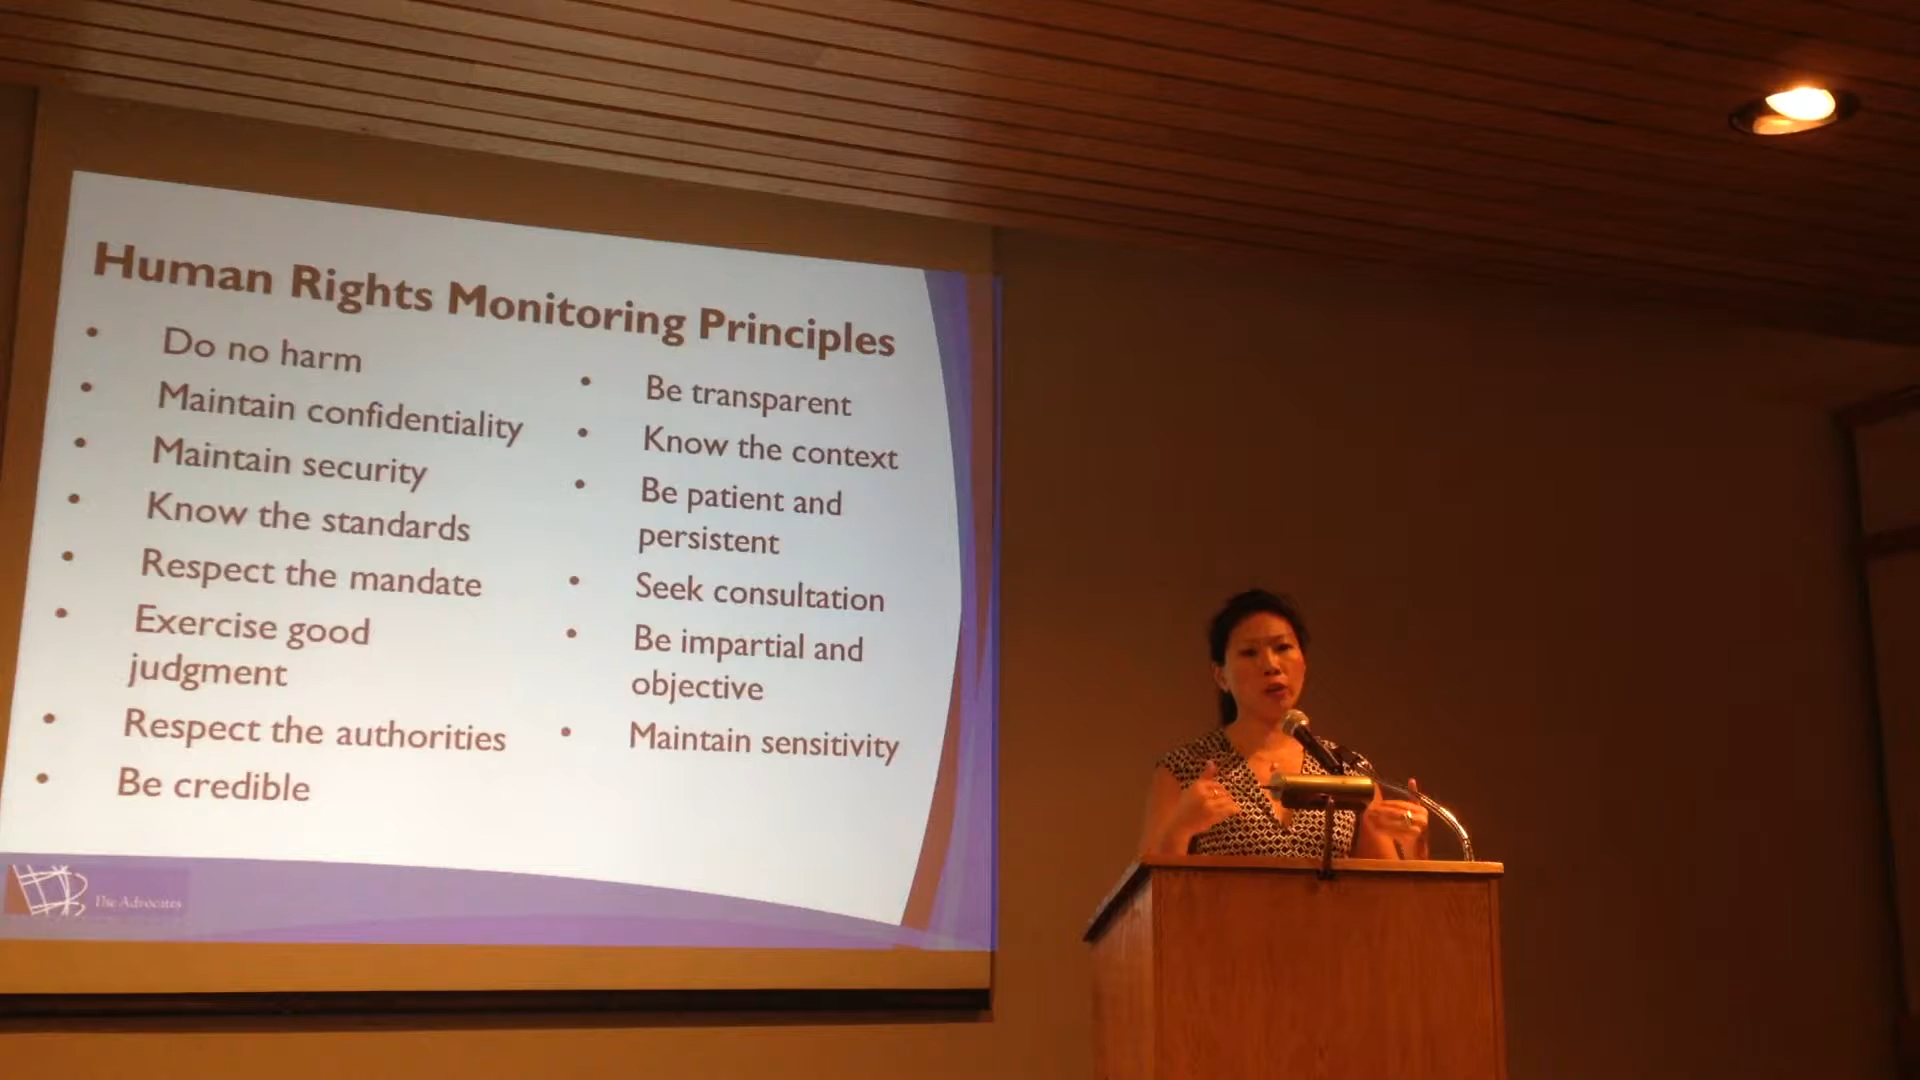 Human Rights Monitoring Principles
• Do no harm
• Maintain confidentiality
• Maintain security
• Know the standards
• Respect the mandate
• Exercise good
judgment
• Respect the authorities
• Be credible
• Be transparent
• Know the context
• Be patient and
persistent
• Seek consultation
• Be impartial and
objective
• Maintain sensitivity
The Advocates